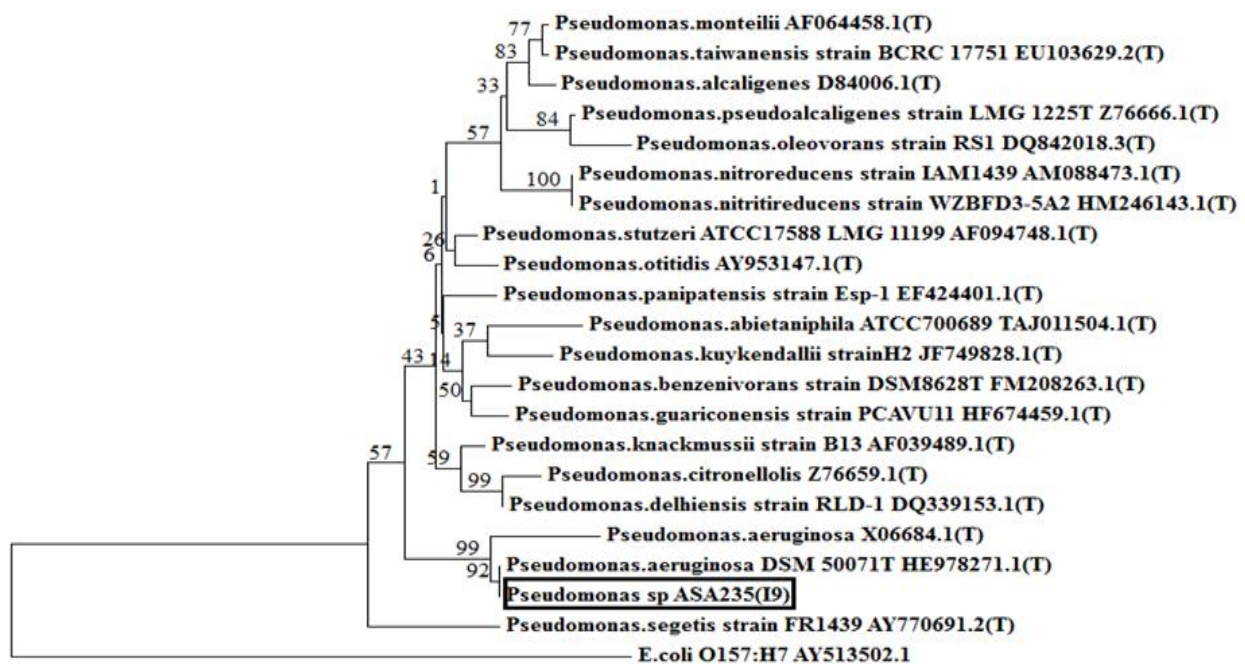 Pseudomonas.monteilii AF064458.1(T)
77
Pseudomonas.taiwanensis strain BCRC 17751 EU103629.2(T)
83
Pseudomonas.alcaligenes D84006.1(T)
33
Pseudomonas.pseudoalcaligenes strain LMG 1225T Z76666.1(T)
84
57
Pseudomonas.oleovorans strain RS1 DQ842018.3(T)
Pseudomonas.nitroreducens strain IAM1439 AM088473.1(T)
100
1
Pseudomonas.nitritireducens strain WZBFD3-5A2 HM246143.1(T)
Pseudomonas.stutzeri ATCC17588 LMG 11199 AF094748.1(T)
26
6
Pseudomonas.otitidis AY953147.1(T)
Pseudomonas.panipatensis strain Esp-1 EF424401.1(T)
5
Pseudomonas.abietaniphila ATCC700689 TAJ011504.1(T)
37
Pseudomonas.kuykendallii strainH2 JF749828.1(T)
43
14
Pseudomonas.benzenivorans strain DSM8628T FM208263.1(T)
50
Pseudomonas.guariconensis strain PCAVU11 HF674459.1(T)
Pseudomonas.knackmussii strain B13 AF039489.1(T)
57
59
Pseudomonas.citronellolis Z76659.1(T)
99
Pseudomonas.delhiensis strain RLD-1 DQ339153.1(T)
Pseudomonas.aeruginosa X06684.1(T)
99
Pseudomonas.aeruginosa DSM 50071T HE978271.1(T)
92
Pseudomonas sp ASA235(I9)
Pseudomonas.segetis strain FR1439 AY770691.2(T)
E.coli O157:H7 AY513502.1